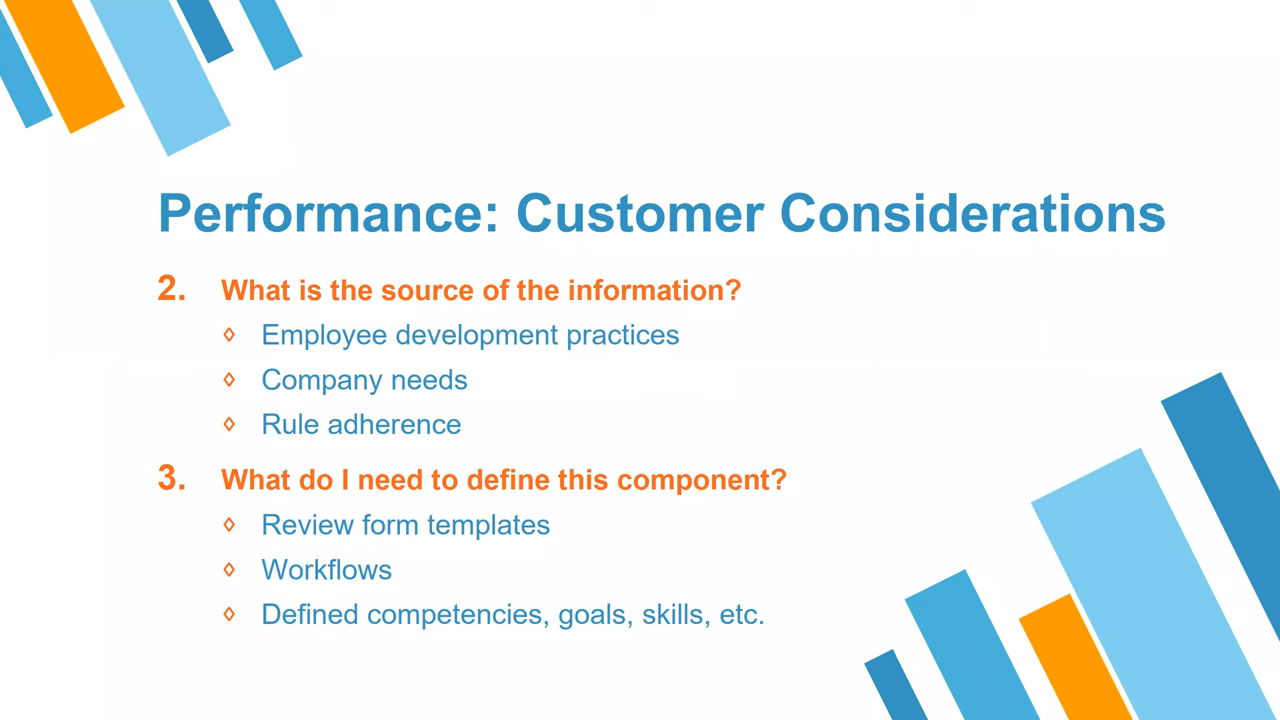 Performance: Customer Considerations
2. What is the source of the information?
◊ Employee development practices
◊ Company needs
◊ Rule adherence
3. What do I need to define this component?
◊ Review form templates
◊ Workflows
◊ Defined competencies, goals, skills, etc.